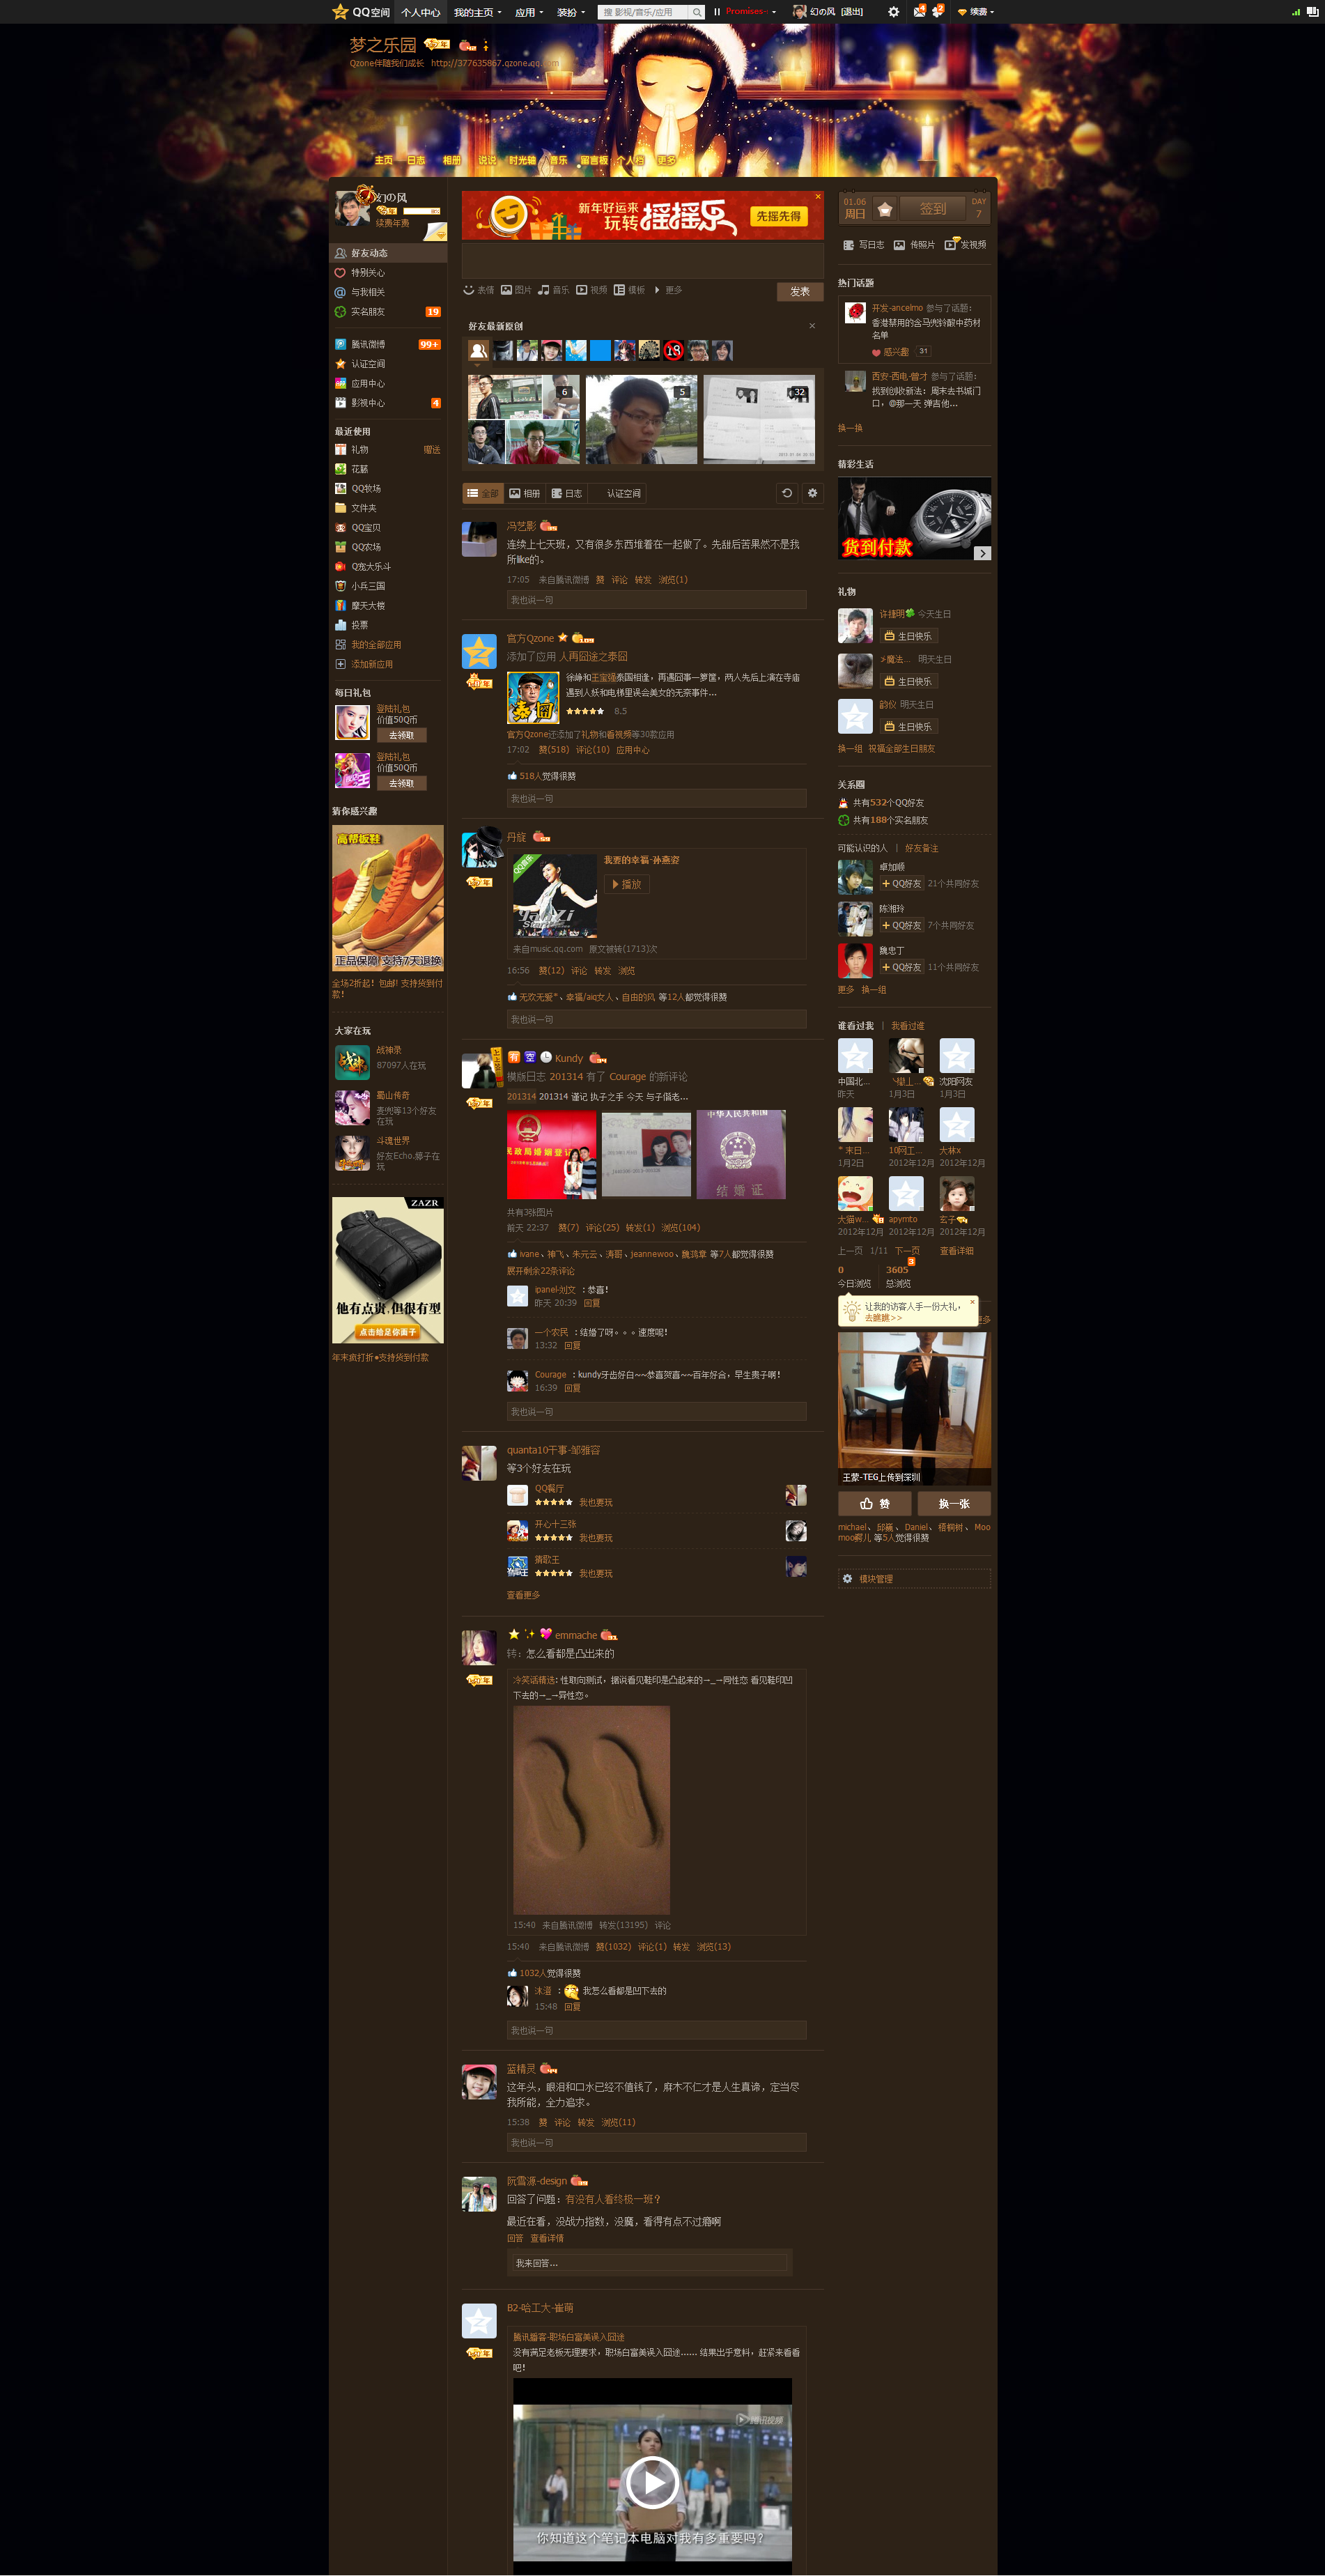 QQ空间 个人中心 我的主页 应用 装扮 搜 影视/音乐/应用 Promises- 幻の风 [退出] 续费
梦之乐园
Qzone伴随我们成长 http://377635867.qzone.qq.com
主页 日志 相册 说说 时光轴 音乐 留言板 个人档 更多
幻の风
续费年费
好友动态
特别关心
与我相关
实名朋友 19
腾讯微博 99+
认证空间
应用中心
影视中心 4
最近使用
礼物 赠送
花藤
QQ牧场
文件夹
QQ宝贝
QQ农场
Q宠大乐斗
小兵三国
摩天大楼
投票
我的全部应用
添加新应用
每日礼包
登陆礼包
价值50Q币
去领取
登陆礼包
价值50Q币
去领取
猜你感兴趣
高帮板鞋
正品保障 支持7天退换
全场2折起! 包邮! 支持货到付
款!
大家在玩
战神录
87097人在玩
蜀山传奇
麦兜等13个好友
在玩
斗魂世界
好友Echo.廖子在
玩
ZAZR
他有点贵,但很有型
点击给足你面子
年末疯打折●支持货到付款
新年好运来
玩转摇摇乐
先摇先得
表情 图片 音乐 视频 模板 更多
发表
好友最新原创
6 5 32
全部 相册 日志 认证空间
冯艺影
连续上七天班，又有很多东西堆着在一起做了。先甜后苦果然不是我
所like的。
17:05 来自腾讯微博 赞 评论 转发 浏览(1)
我也说一句
官方Qzone
添加了应用 人再囧途之泰囧
泰囧
徐峥和王宝强泰国相逢，再遇囧事一箩筐，两人先后上演在寺庙
遇到人妖和电梯里误会美女的无奈事件...
8.5
官方Qzone还添加了礼物和看视频等30款应用
17:02 赞(518) 评论(10) 应用中心
518人觉得很赞
我也说一句
丹旋
QQ音乐
我要的幸福-孙燕姿
播放
来自music.qq.com 原文被转(1713)次
16:56 赞(12) 评论 转发 浏览
无欢无爱*、幸福/aiq女人、自由的风 等12人都觉得很赞
我也说一句
有 空 Kundy
模版日志 201314 有了 Courage 的新评论
201314 201314 谨记 执子之手 今天 与子偕老...
民政局婚姻登记
中华人民共和国
结婚证
共有3张图片
前天 22:37 赞(7) 评论(25) 转发(1) 浏览(104)
ivane、神飞、朱元云、涛哥、jeannewoo、魏鸿章 等7人都觉得很赞
展开剩余22条评论
ipanel-刘文 ：恭喜！
昨天 20:39 回复
一个农民 ：结婚了呀。。。速度呢！
13:32 回复
Courage ：kundy牙齿好白~~恭喜贺喜~~百年好合，早生贵子啊！
16:39 回复
我也说一句
quanta10干事-邹雅容
等3个好友在玩
QQ餐厅
我也要玩
开心十三张
我也要玩
猜歌王
我也要玩
查看更多
emmache
转：怎么看都是凸出来的
冷笑话精选：性取向测试，据说看见鞋印是凸起来的→_→同性恋 看见鞋印凹
下去的→_→异性恋。
15:40 来自腾讯微博 转发(13195) 评论
15:40 来自腾讯微博 赞(1032) 评论(1) 转发 浏览(13)
1032人觉得很赞
沐溍 ： 我怎么看都是凹下去的
15:48 回复
我也说一句
蓝精灵
这年头，眼泪和口水已经不值钱了，麻木不仁才是人生真谛，定当尽
我所能，全力追求。
15:38 赞 评论 转发 浏览(11)
我也说一句
阮雪源-design
回答了问题：有没有人看终极一班？
最近在看，没战力指数，没魔，看得有点不过瘾啊
回答 查看详情
我来回答...
B2-哈工大-崔萌
腾讯播客-职场白富美误入囧途
没有满足老板无理要求，职场白富美误入囧途…… 结果出乎意料，赶紧来看看
吧！
腾讯视频
你知道这个笔记本电脑对我有多重要吗?
01.06
周日
签到
DAY
7
写日志 传照片 发视频
热门话题
开发-ancelmo 参与了话题：
香港禁用的含马兜铃酸中药材
名单
感兴趣 31
西安-西电-曾才 参与了话题：
找到创收新法：周末去书城门
口，@那一天 弹吉他...
换一换
精彩生活
货到付款
礼物
许捷明 今天生日
生日快乐
魔法... 明天生日
生日快乐
韵仪 明天生日
生日快乐
换一组 祝福全部生日朋友
关系圈
共有532个QQ好友
共有188个实名朋友
可能认识的人 | 好友备注
卓加顺
QQ好友 21个共同好友
陈湘玲
QQ好友 7个共同好友
魏忠丁
QQ好友 11个共同好友
更多 换一组
谁看过我 | 我看过谁
中国北... 沈阳网友
昨天 1月3日 1月3日
* 末日... 10网工... 大林x
1月2日 2012年12月 2012年12月
大猫w... apymto 玄子
2012年12月 2012年12月 2012年12月
上一页 1/11 下一页 查看详细
0 3605 3
今日浏览 总浏览
让我的访客人手一份大礼，
去瞧瞧>>
更多
王蒙-TEG上传到深圳
赞 换一张
michael、邱巍、Daniel、梧桐树、Moo
moo啊儿 等5人觉得很赞
模块管理